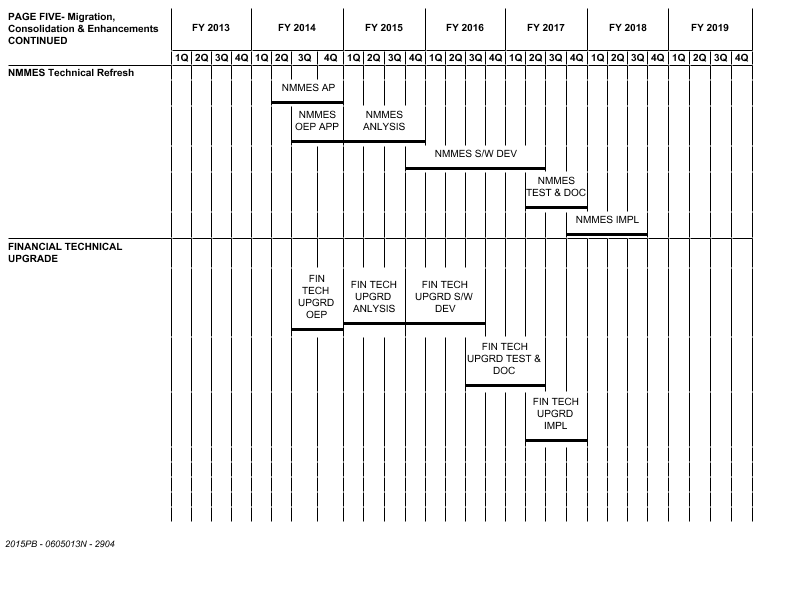 PAGE FIVE- Migration,
Consolidation & Enhancements
CONTINUED
FY 2013 FY 2014 FY 2015 FY 2016 FY 2017 FY 2018 FY 2019
1Q 2Q 3Q 4Q 1Q 2Q 3Q 4Q 1Q 2Q 3Q 4Q 1Q 2Q 3Q 4Q 1Q 2Q 3Q 4Q 1Q 2Q 3Q 4Q 1Q 2Q 3Q 4Q
NMMES Technical Refresh
NMMES AP
NMMES
OEP APP
NMMES
ANLYSIS
NMMES S/W DEV
NMMES
TEST & DOC
NMMES IMPL
FINANCIAL TECHNICAL
UPGRADE
FIN
TECH
UPGRD
OEP
FIN TECH
UPGRD
ANLYSIS
FIN TECH
UPGRD S/W
DEV
FIN TECH
UPGRD TEST &
DOC
FIN TECH
UPGRD
IMPL
2015PB - 0605013N - 2904